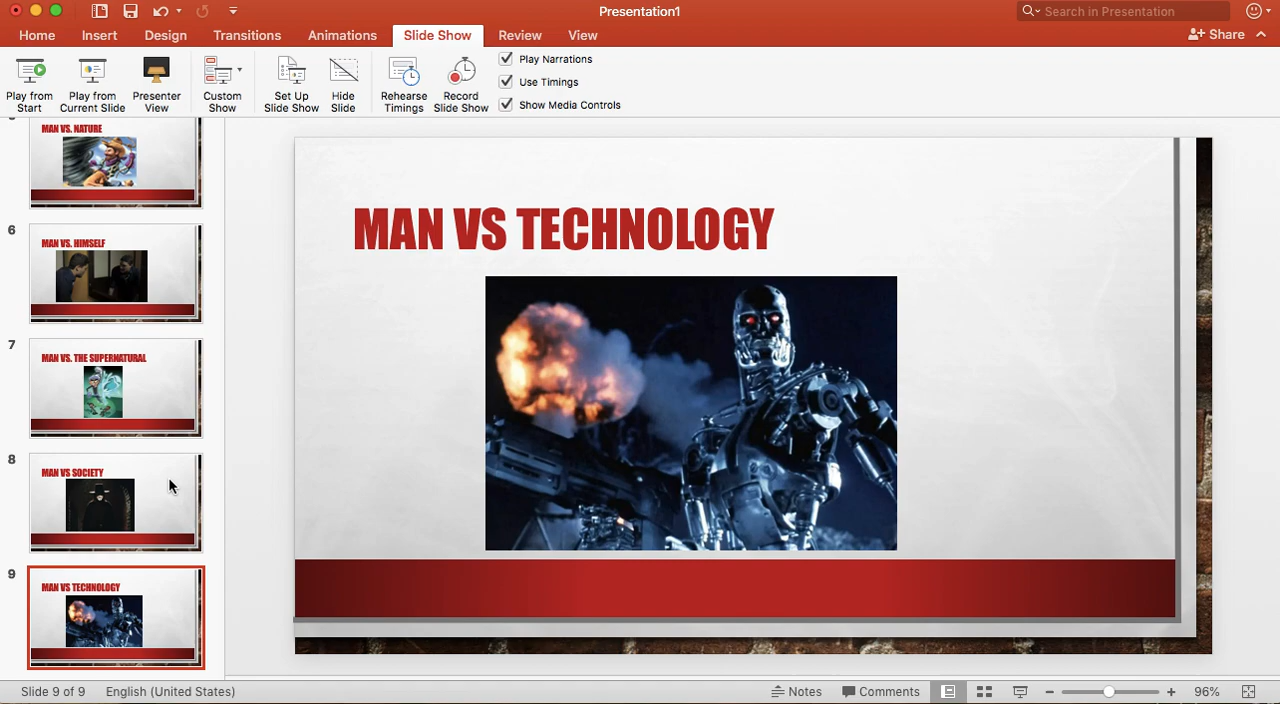 Presentation1
Search in Presentation
Home Insert Design Transitions Animations Slide Show Review View
Share
Play from Start
Play from Current Slide
Presenter View
Custom Show
Set Up Slide Show
Hide Slide
Rehearse Timings
Record Slide Show
Play Narrations
Use Timings
Show Media Controls
MAN VS. NATURE
6
MAN VS. HIMSELF
7
MAN VS. THE SUPERNATURAL
8
MAN VS SOCIETY
9
MAN VS TECHNOLOGY
MAN VS TECHNOLOGY
Slide 9 of 9 English (United States) Notes Comments 96%